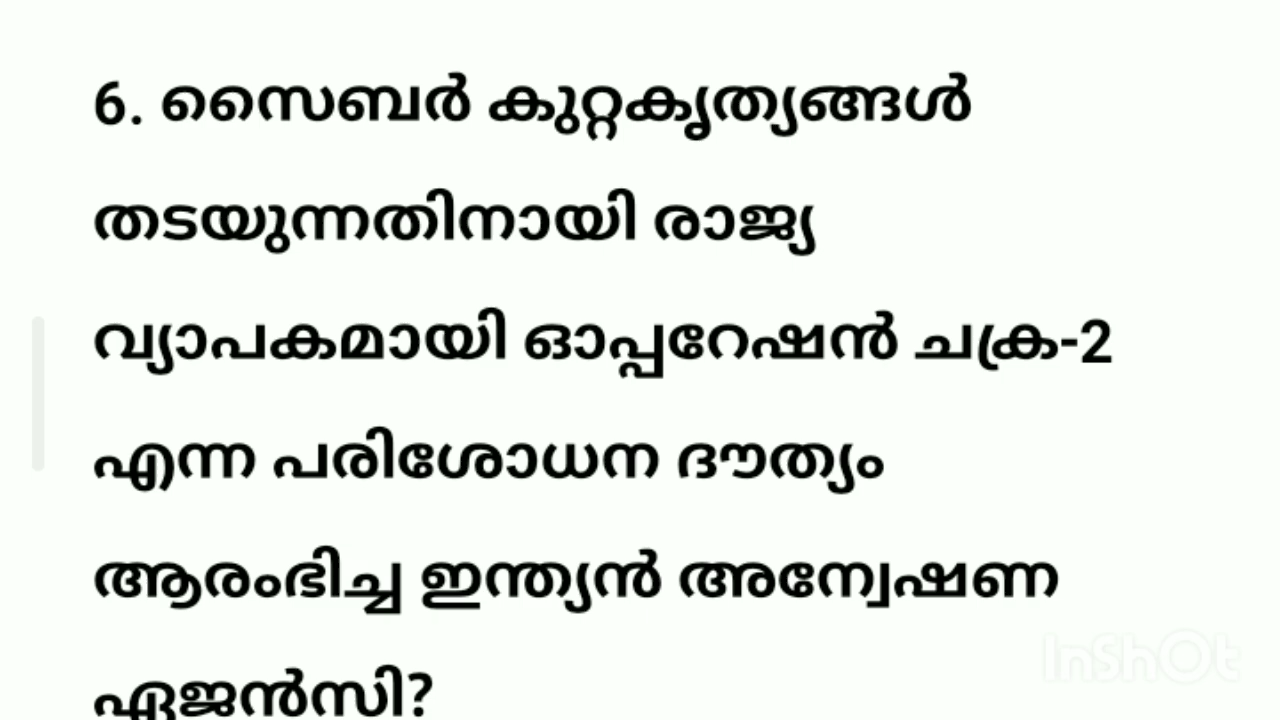 6. സൈബർ കുറ്റകൃത്യങ്ങൾ
തടയുന്നതിനായി രാജ്യ
വ്യാപകമായി ഓപ്പറേഷൻ ചക്ര-2
എന്ന പരിശോധന ദൗത്യം
ആരംഭിച്ച ഇന്ത്യൻ അന്വേഷണ
ഏജൻസി?
InShOt